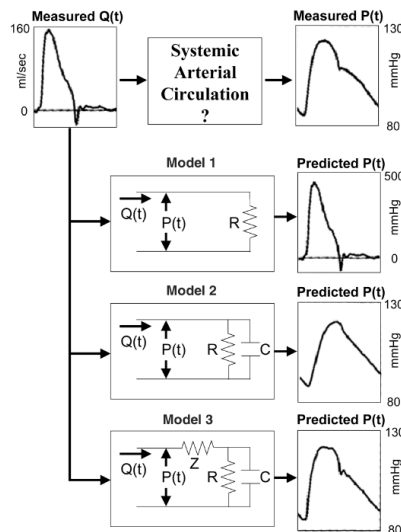 Measured Q(t)
Measured P(t)
160
ml/sec
0
Systemic
Arterial
Circulation
?
130
mmHg
80
Model 1
Q(t)
P(t)
R
Predicted P(t)
500
mmHg
0
Model 2
Q(t)
P(t)
R
C
Predicted P(t)
130
mmHg
80
Model 3
Q(t)
P(t)
Z
R
C
Predicted P(t)
130
mmHg
80